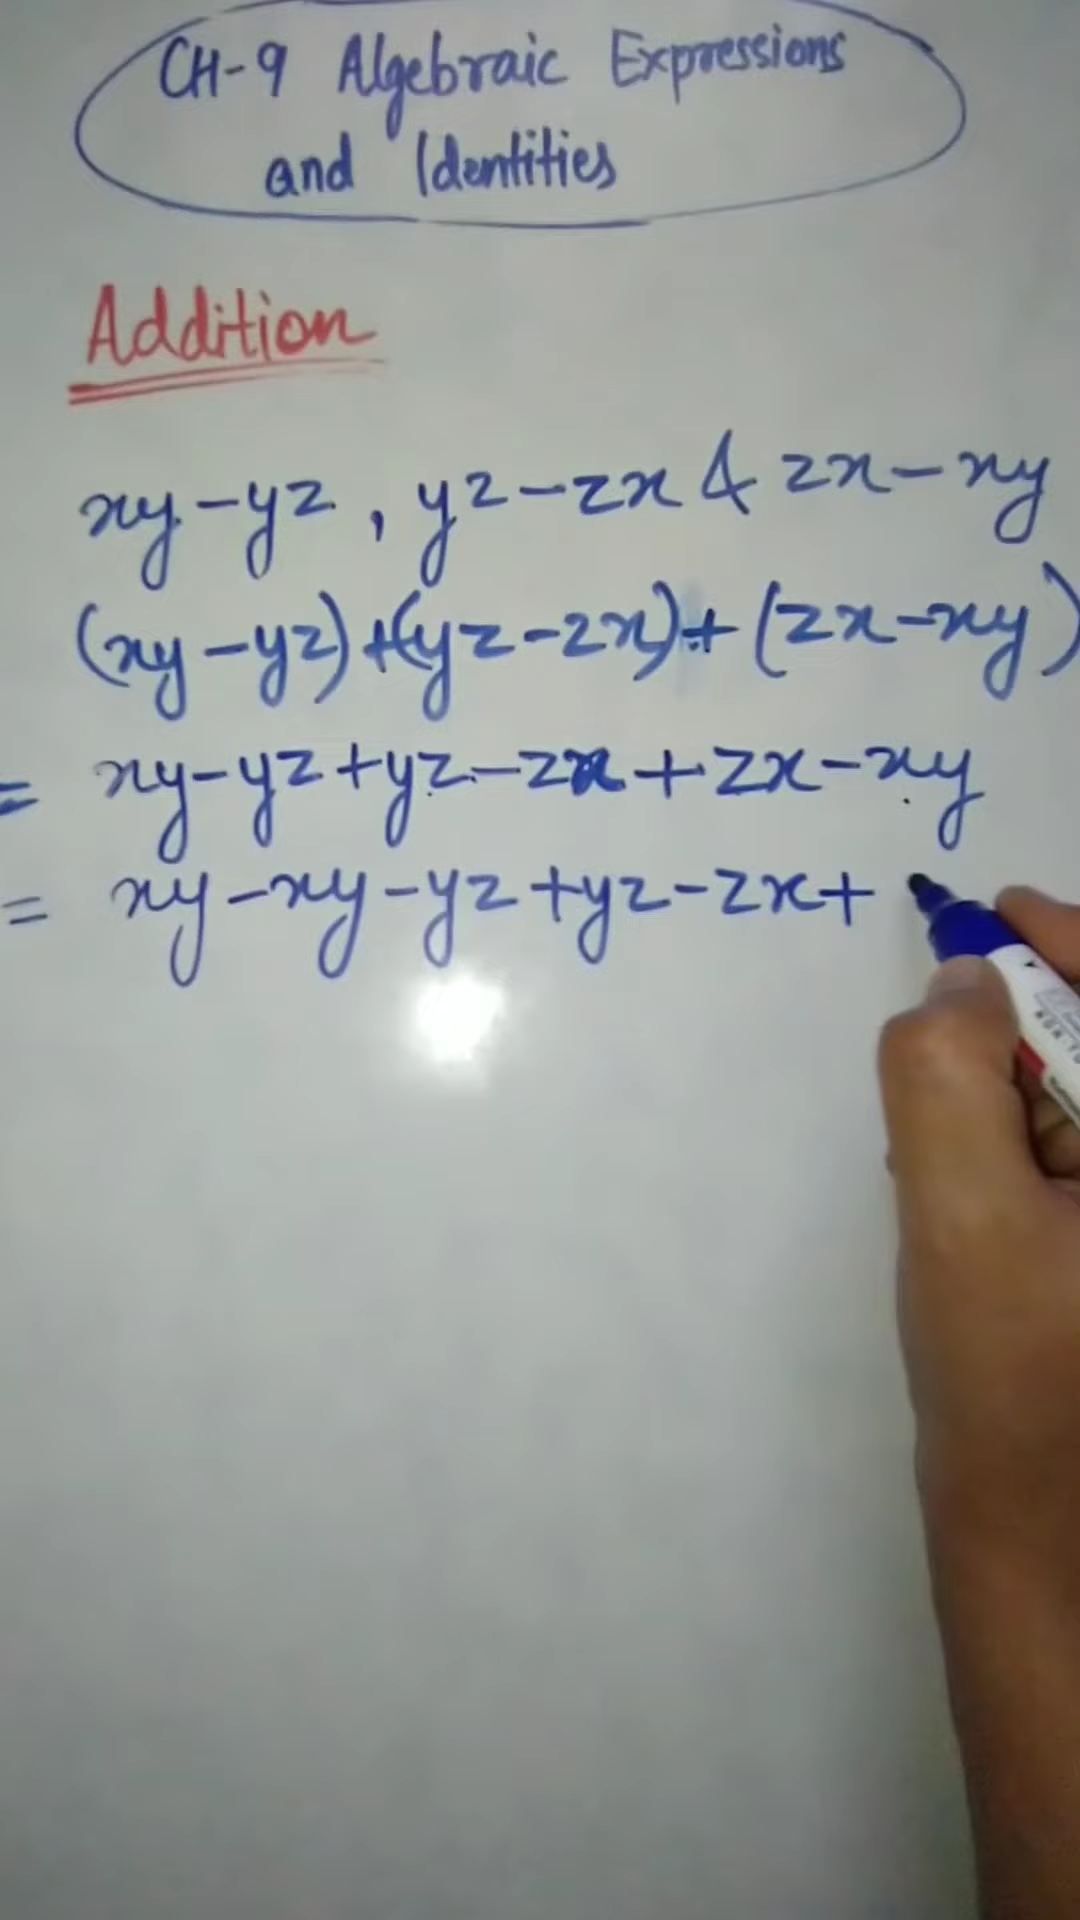 CH-9 Algebraic Expressions
and Identities
Addition
xy-yz, yz-zx & zx-xy
(xy-yz)+(yz-zx)+(zx-xy)
= xy-yz+yz-zx+zx-xy
= xy-xy-yz+yz-zx+